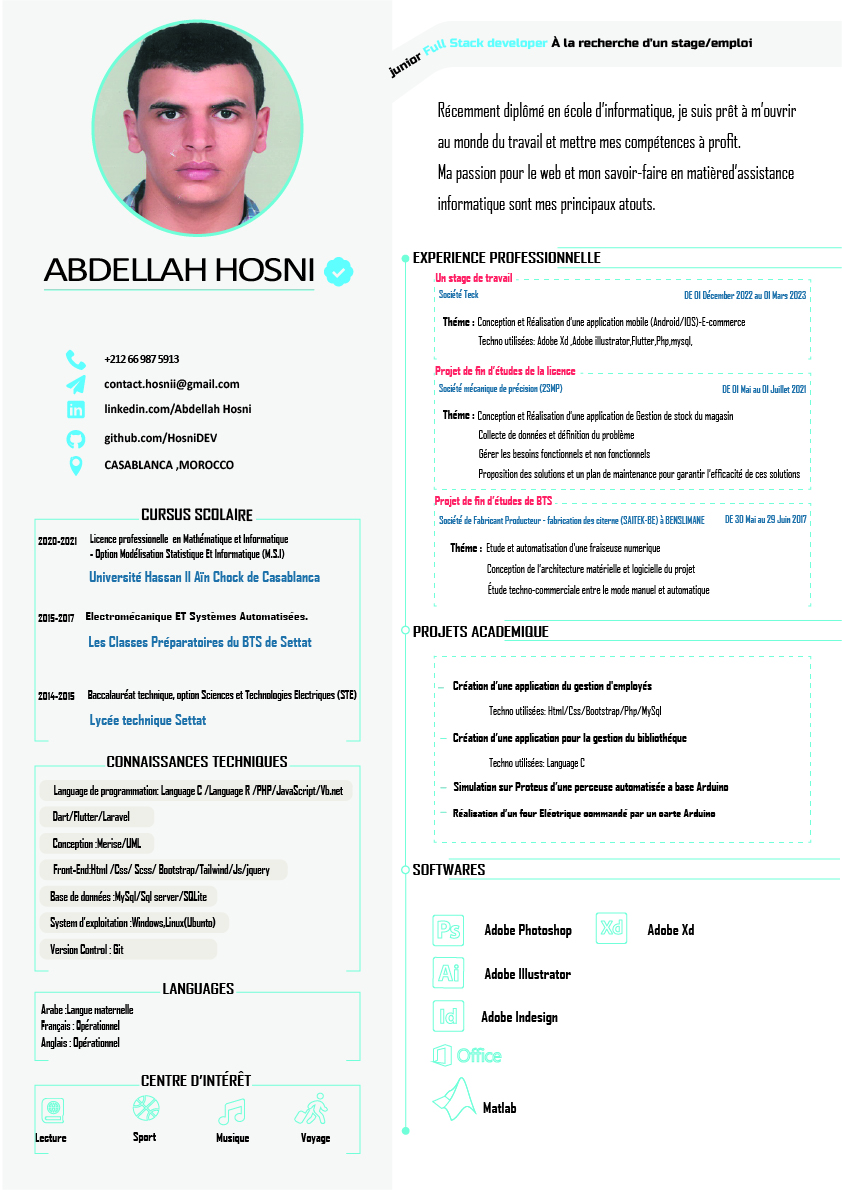 junior Full Stack developer À la recherche d'un stage/emploi
Récemment diplômé en école d'informatique, je suis prêt à m'ouvrir
au monde du travail et mettre mes compétences à profit.
Ma passion pour le web et mon savoir-faire en matièred'assistance
informatique sont mes principaux atouts.
ABDELLAH HOSNI
+212 66 987 5913
contact.hosnii@gmail.com
linkedin.com/Abdellah Hosni
github.com/HosniDEV
CASABLANCA ,MOROCCO
CURSUS SCOLAIRE
2020-2021 Licence professionelle en Mathématique et Informatique
- Option Modélisation Statistique Et Informatique (M.S.I)
Université Hassan II Aïn Chock de Casablanca
2015-2017 Electromécanique ET Systèmes Automatisées.
Les Classes Préparatoires du BTS de Settat
2014-2015 Baccalauréat technique, option Sciences et Technologies Electriques (STE)
Lycée technique Settat
CONNAISSANCES TECHNIQUES
Language de programmation: Language C /Language R /PHP/JavaScript/Vb.net
Dart/Flutter/Laravel
Conception :Merise/UML
Front-End:Html /Css/ Scss/ Bootstrap/Tailwind/Js/jquery
Base de données :MySql/Sql server/SQLite
System d'exploitation :Windows,Linux(Ubunto)
Version Control : Git
LANGUAGES
Arabe :Langue maternelle
Français : Opérationnel
Anglais : Opérationnel
CENTRE D'INTÉRÊT
Lecture
Sport
Musique
Voyage
EXPERIENCE PROFESSIONNELLE
Un stage de travail
Société Teck DE 01 Décember 2022 au 01 Mars 2023
Théme : Conception et Réalisation d'une application mobile (Android/IOS)-E-commerce
Techno utilisées: Adobe Xd ,Adobe illustrator,Flutter,Php,mysql,
Projet de fin d'études de la licence
Société mécanique de précision (2SMP) DE 01 Mai au 01 Juillet 2021
Théme : Conception et Réalisation d'une application de Gestion de stock du magasin
Collecte de données et définition du problème
Gérer les besoins fonctionnels et non fonctionnels
Proposition des solutions et un plan de maintenance pour garantir l'efficacité de ces solutions
Projet de fin d'études de BTS
Société de Fabricant Producteur - fabrication des citerne (SAITEK-BE) à BENSLIMANE DE 30 Mai au 29 Juin 2017
Théme : Etude et automatisation d'une fraiseuse numerique
Conception de l'architecture matérielle et logicielle du projet
Étude techno-commerciale entre le mode manuel et automatique
PROJETS ACADEMIQUE
Création d'une application du gestion d'employés
Techno utilisées: Html/Css/Bootstrap/Php/MySql
Création d'une application pour la gestion du bibliothéque
Techno utilisées: Language C
Simulation sur Proteus d'une perceuse automatisée a base Arduino
Réalisation d'un four Eléctrique commandé par un carte Arduino
SOFTWARES
Ps Adobe Photoshop
Xd Adobe Xd
Ai Adobe Illustrator
Id Adobe Indesign
Office
Matlab